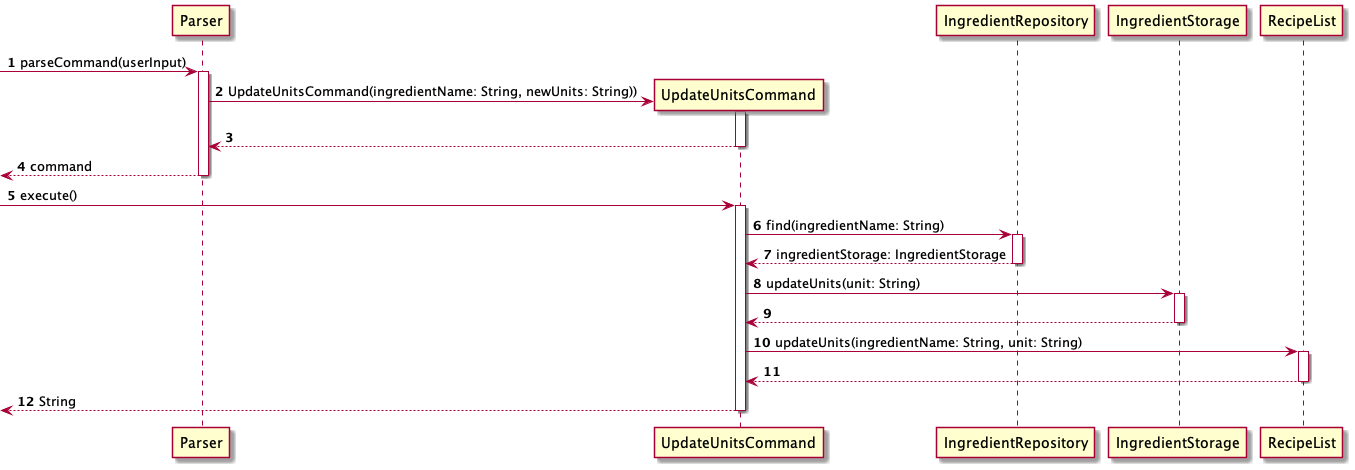 Parser
IngredientRepository
IngredientStorage
RecipeList
1 parseCommand(userInput)
2 UpdateUnitsCommand(ingredientName: String, newUnits: String))
UpdateUnitsCommand
3
4 command
5 execute()
6 find(ingredientName: String)
7 ingredientStorage: IngredientStorage
8 updateUnits(unit: String)
9
10 updateUnits(ingredientName: String, unit: String)
11
12 String
Parser
UpdateUnitsCommand
IngredientRepository
IngredientStorage
RecipeList